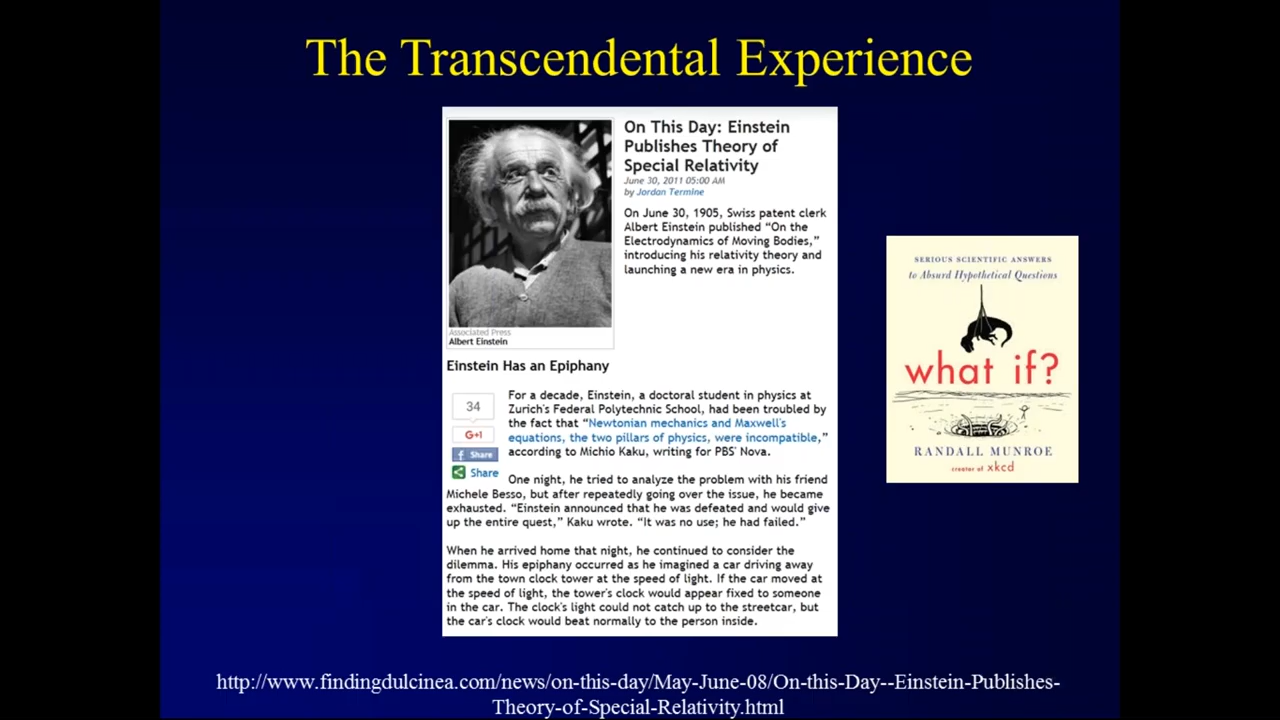 The Transcendental Experience
On This Day: Einstein
Publishes Theory of
Special Relativity
June 30, 2011 05:00 AM
by Jordan Termine
On June 30, 1905, Swiss patent clerk
Albert Einstein published “On the
Electrodynamics of Moving Bodies,”
introducing his relativity theory and
launching a new era in physics.
Associated Press
Albert Einstein
Einstein Has an Epiphany
34
G+1
f Share
Share
For a decade, Einstein, a doctoral student in physics at
Zurich's Federal Polytechnic School, had been troubled by
the fact that “Newtonian mechanics and Maxwell's
equations, the two pillars of physics, were incompatible,”
according to Michio Kaku, writing for PBS' Nova.
One night, he tried to analyze the problem with his friend
Michele Besso, but after repeatedly going over the issue, he became
exhausted. “Einstein announced that he was defeated and would give
up the entire quest,” Kaku wrote. “It was no use; he had failed.”
When he arrived home that night, he continued to consider the
dilemma. His epiphany occurred as he imagined a car driving away
from the town clock tower at the speed of light. If the car moved at
the speed of light, the tower's clock would appear fixed to someone
in the car. The clock's light could not catch up to the streetcar, but
the car's clock would beat normally to the person inside.
SERIOUS SCIENTIFIC ANSWERS
to Absurd Hypothetical Questions
what if?
RANDALL MUNROE
creator of xkcd
http://www.findingdulcinea.com/news/on-this-day/May-June-08/On-this-Day--Einstein-Publishes-
Theory-of-Special-Relativity.html